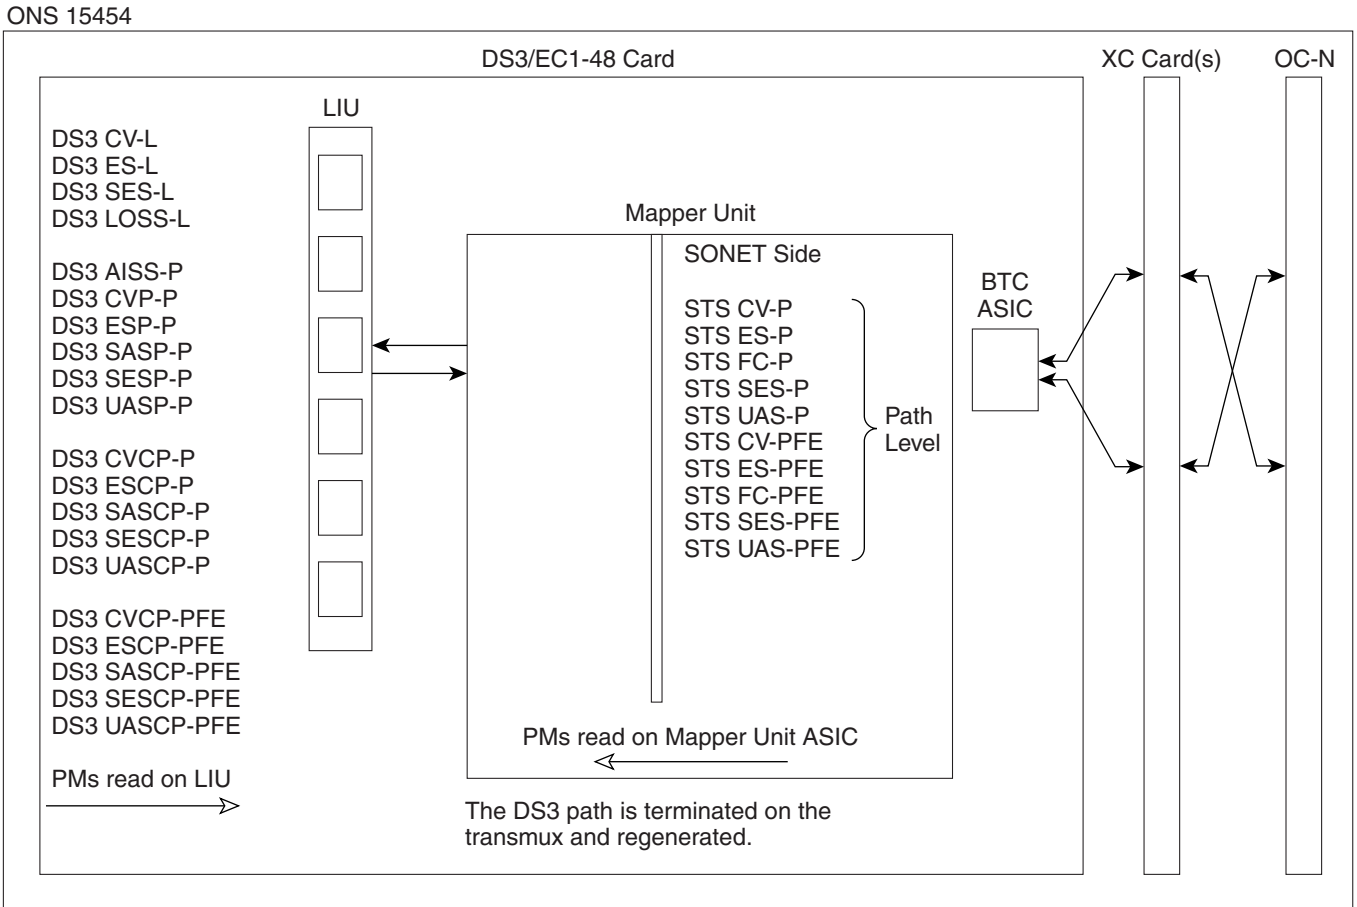 ONS 15454
DS3/EC1-48 Card
XC Card(s)
OC-N
LIU
DS3 CV-L
DS3 ES-L
DS3 SES-L
DS3 LOSS-L
DS3 AISS-P
DS3 CVP-P
DS3 ESP-P
DS3 SASP-P
DS3 SESP-P
DS3 UASP-P
DS3 CVCP-P
DS3 ESCP-P
DS3 SASCP-P
DS3 SESCP-P
DS3 UASCP-P
DS3 CVCP-PFE
DS3 ESCP-PFE
DS3 SASCP-PFE
DS3 SESCP-PFE
DS3 UASCP-PFE
PMs read on LIU
Mapper Unit
SONET Side
STS CV-P
STS ES-P
STS FC-P
STS SES-P
STS UAS-P
STS CV-PFE
STS ES-PFE
STS FC-PFE
STS SES-PFE
STS UAS-PFE
Path
Level
PMs read on Mapper Unit ASIC
The DS3 path is terminated on the
transmux and regenerated.
BTC
ASIC